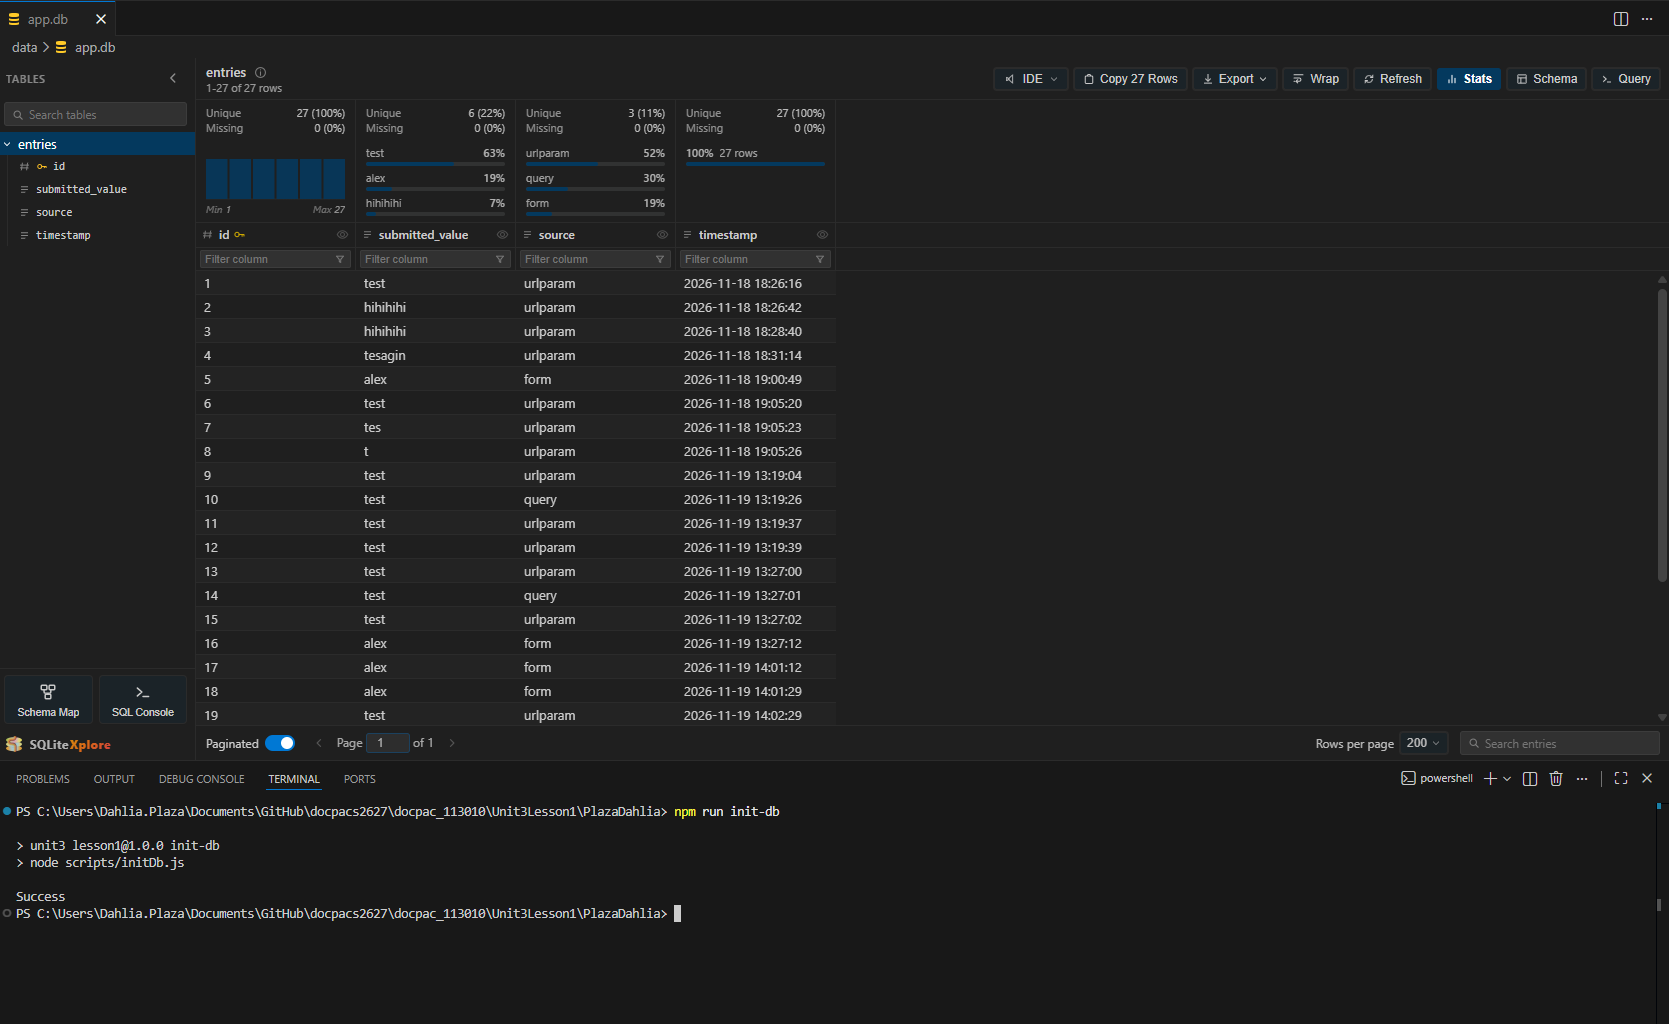 app.db
data > app.db
TABLES
Search tables
entries
id
submitted_value
source
timestamp
Schema Map
SQL Console
SQLiteXplore
entries
1-27 of 27 rows
IDE
Copy 27 Rows
Export
Wrap
Refresh
Stats
Schema
Query
Unique 27 (100%)
Missing 0 (0%)
Min 1 Max 27
Unique 6 (22%)
Missing 0 (0%)
test 63%
alex 19%
hihihihi 7%
Unique 3 (11%)
Missing 0 (0%)
urlparam 52%
query 30%
form 19%
Unique 27 (100%)
Missing 0 (0%)
100% 27 rows
id submitted_value source timestamp
Filter column Filter column Filter column Filter column
1 test urlparam 2026-11-18 18:26:16
2 hihihihi urlparam 2026-11-18 18:26:42
3 hihihihi urlparam 2026-11-18 18:28:40
4 tesagin urlparam 2026-11-18 18:31:14
5 alex form 2026-11-18 19:00:49
6 test urlparam 2026-11-18 19:05:20
7 tes urlparam 2026-11-18 19:05:23
8 t urlparam 2026-11-18 19:05:26
9 test urlparam 2026-11-19 13:19:04
10 test query 2026-11-19 13:19:26
11 test urlparam 2026-11-19 13:19:37
12 test urlparam 2026-11-19 13:19:39
13 test urlparam 2026-11-19 13:27:00
14 test query 2026-11-19 13:27:01
15 test urlparam 2026-11-19 13:27:02
16 alex form 2026-11-19 13:27:12
17 alex form 2026-11-19 14:01:12
18 alex form 2026-11-19 14:01:29
19 test urlparam 2026-11-19 14:02:29
Paginated
Page 1 of 1
Rows per page 200
Search entries
PROBLEMS OUTPUT DEBUG CONSOLE TERMINAL PORTS
powershell
PS C:\Users\Dahlia.Plaza\Documents\GitHub\docpacs2627\docpac_113010\Unit3Lesson1\PlazaDahlia> npm run init-db
> unit3 lesson1@1.0.0 init-db
> node scripts/initDb.js
Success
PS C:\Users\Dahlia.Plaza\Documents\GitHub\docpacs2627\docpac_113010\Unit3Lesson1\PlazaDahlia>